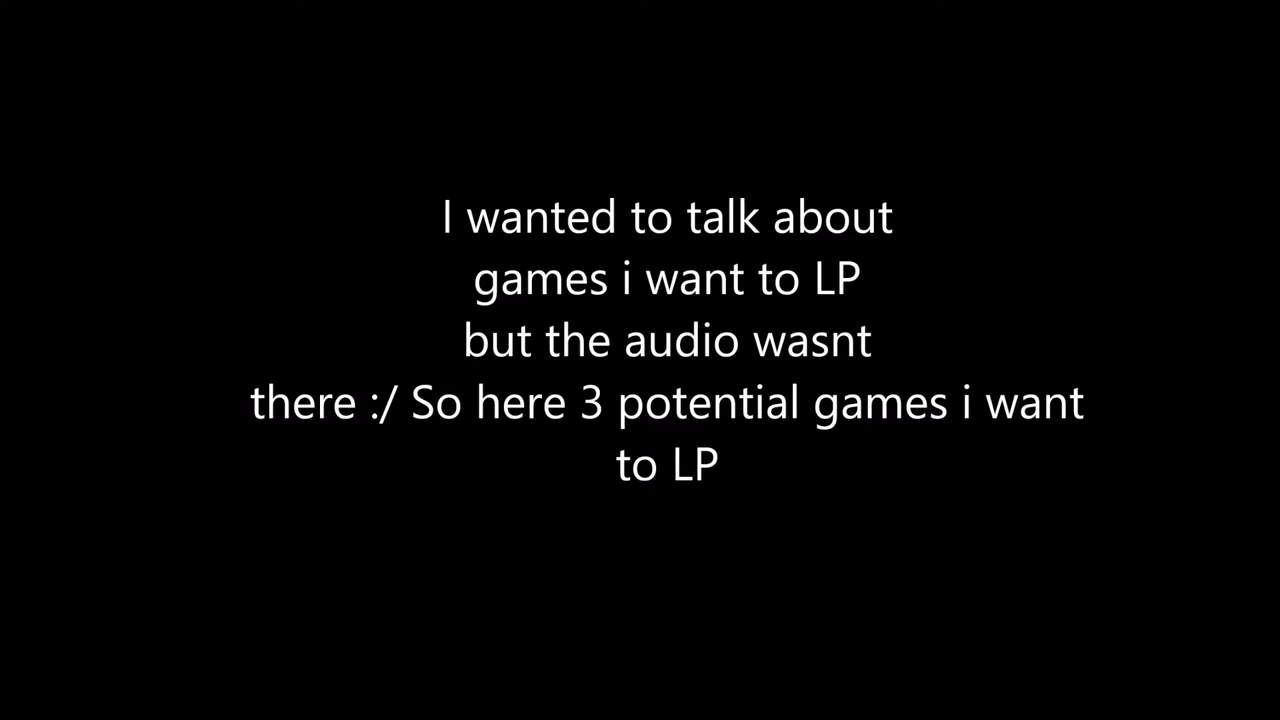 I wanted to talk about
games i want to LP
but the audio wasnt
there :/ So here 3 potential games i want
to LP